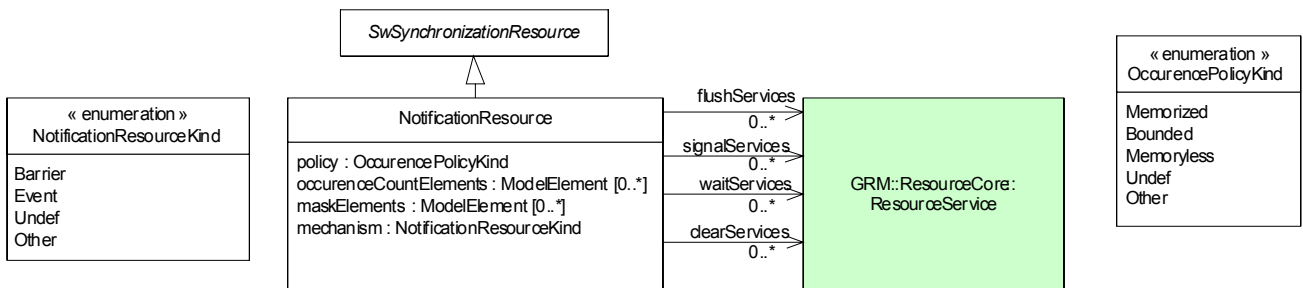 SwSynchronizationResource
« enumeration »
NotificationResourceKind
Barrier
Event
Undef
Other
NotificationResource
policy : OccurencePolicyKind
occurenceCountElements : ModelElement [0..*]
maskElements : ModelElement [0..*]
mechanism : NotificationResourceKind
flushServices
0..*
signalServices
0..*
waitServices
0..*
clearServices
0..*
GRM::ResourceCore:
ResourceService
« enumeration »
OccurencePolicyKind
Memorized
Bounded
Memoryless
Undef
Other